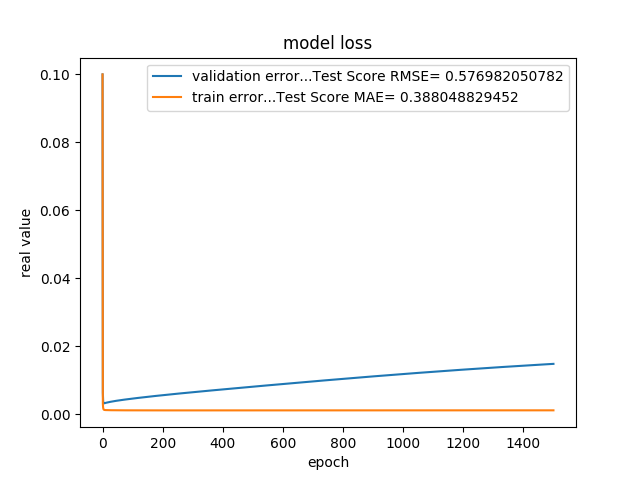 model loss
validation error...Test Score RMSE= 0.576982050782
train error...Test Score MAE= 0.388048829452
real value
0.10
0.08
0.06
0.04
0.02
0.00
0 200 400 600 800 1000 1200 1400
epoch